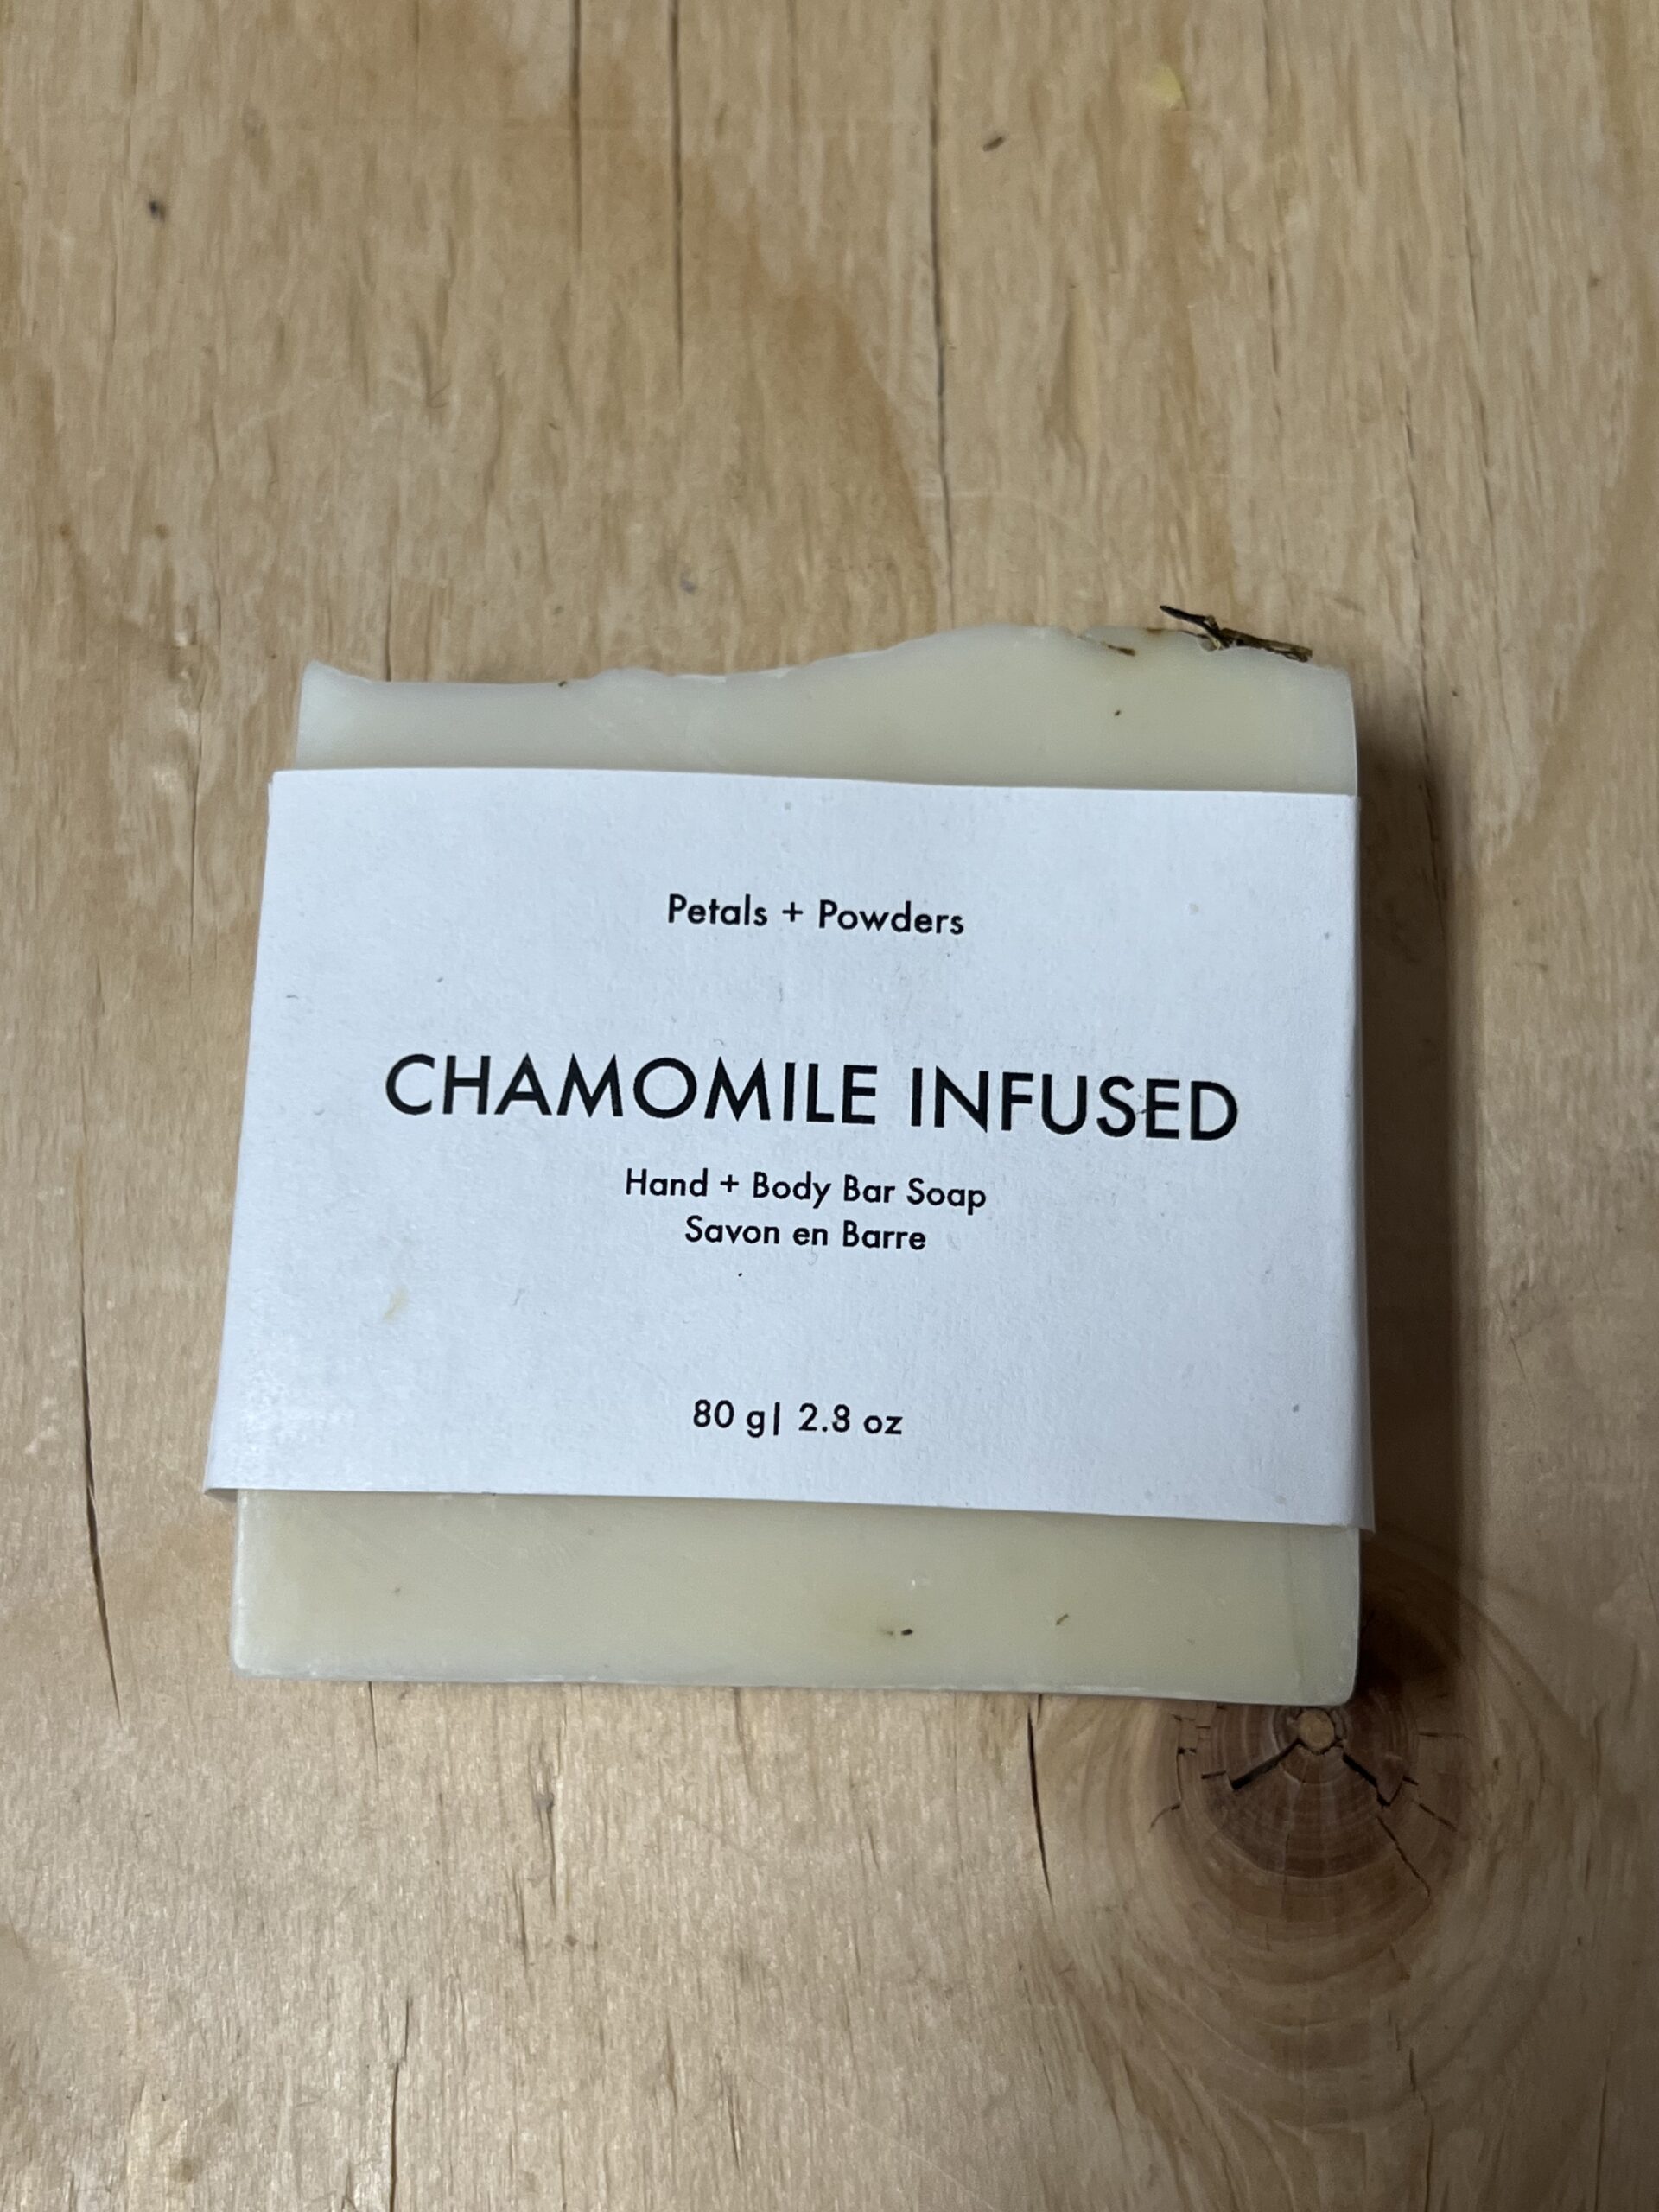 Petals + Powders
CHAMOMILE INFUSED
Hand + Body Bar Soap
Savon en Barre
80 g| 2.8 oz